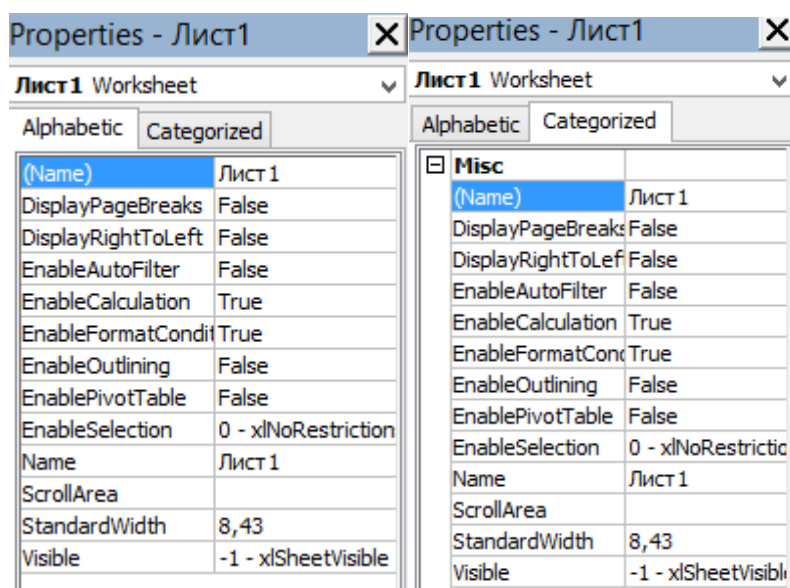 Properties - Лист1
Лист1 Worksheet
Alphabetic Categorized
(Name) Лист1
DisplayPageBreaks False
DisplayRightToLeft False
EnableAutoFilter False
EnableCalculation True
EnableFormatCondit True
EnableOutlining False
EnablePivotTable False
EnableSelection 0 - xlNoRestriction
Name Лист1
ScrollArea
StandardWidth 8,43
Visible -1 - xlSheetVisible
Properties - Лист1
Лист1 Worksheet
Alphabetic Categorized
Misc
(Name) Лист1
DisplayPageBreaks False
DisplayRightToLef False
EnableAutoFilter False
EnableCalculation True
EnableFormatCond True
EnableOutlining False
EnablePivotTable False
EnableSelection 0 - xlNoRestrictio
Name Лист1
ScrollArea
StandardWidth 8,43
Visible -1 - xlSheetVisibl